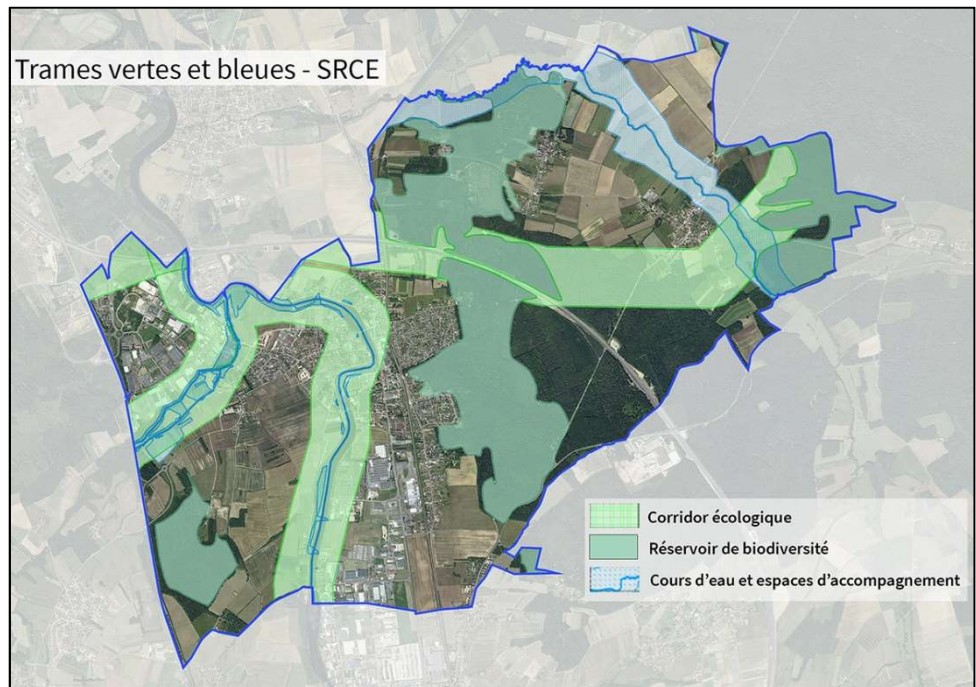 Trames vertes et bleues - SRCE
Corridor écologique
Réservoir de biodiversité
Cours d'eau et espaces d'accompagnement